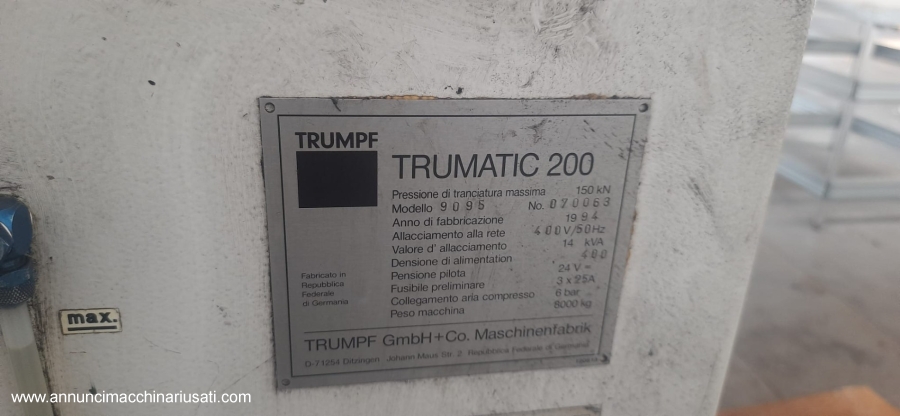 TRUMPF
TRUMATIC 200
Pressione di tranciatura massima 150 kN
Modello 9095 No. 070063
Anno di fabbricazione 1994
Allacciamento alla rete 400V/50Hz
Valore d' allacciamento 14 kVA
Densione di alimentation 400
Pensione pilota 24 V
Fusibile preliminare 3 x 25A
Collegamento aria compresso 6 bar
Peso macchina 8000 kg
Fabricato in
Repubblica
Federale
di Germania
TRUMPF GmbH+Co. Maschinenfabrik
D-71254 Ditzingen Johann Maus Str. 2 Repubblica Federale di Germania
max.
www.annuncimacchinariusati.com